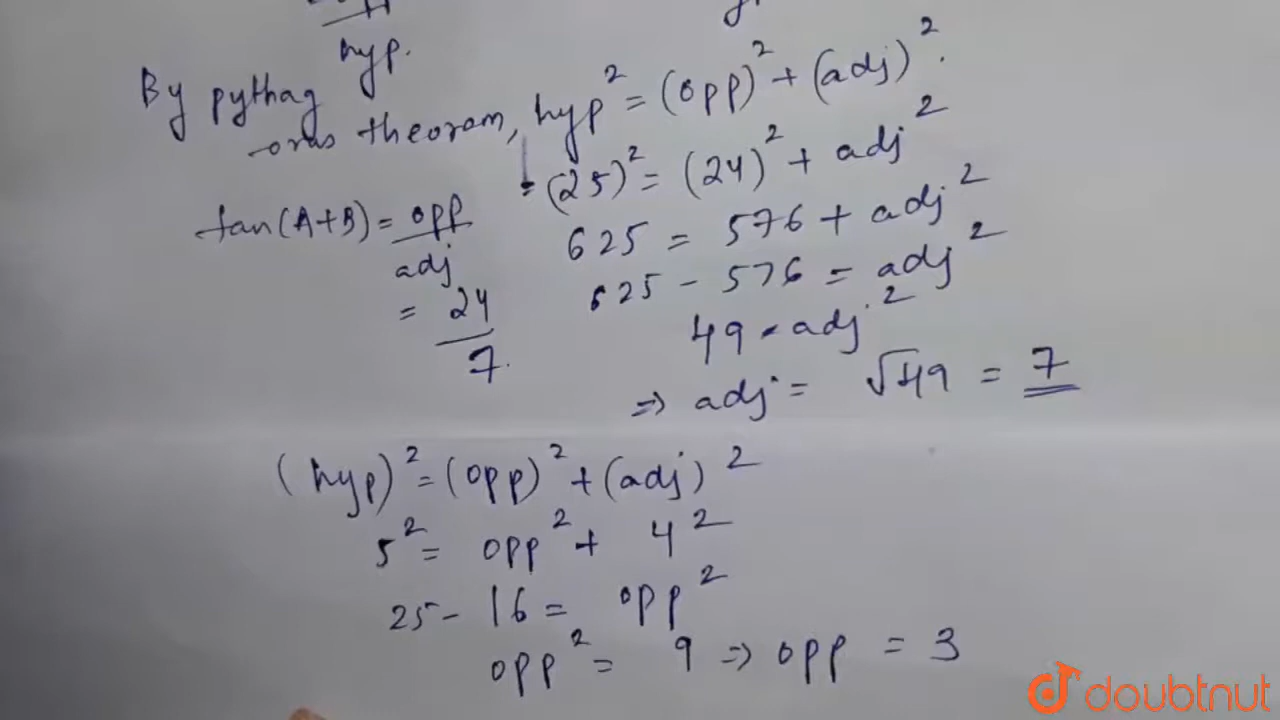 hyp.
By pythag
oras theoram, hyp² = (opp)² + (adj)².
(25)² = (24)² + adj²
tan(A+B) = opp/adj
625 = 576 + adj²
= 24/7.
625 - 576 = adj²
49 = adj²
⇒ adj = √49 = 7
(hyp)² = (opp)² + (adj)²
5² = opp² + 4²
25 - 16 = opp²
opp² = 9 ⇒ opp = 3
doubtnut